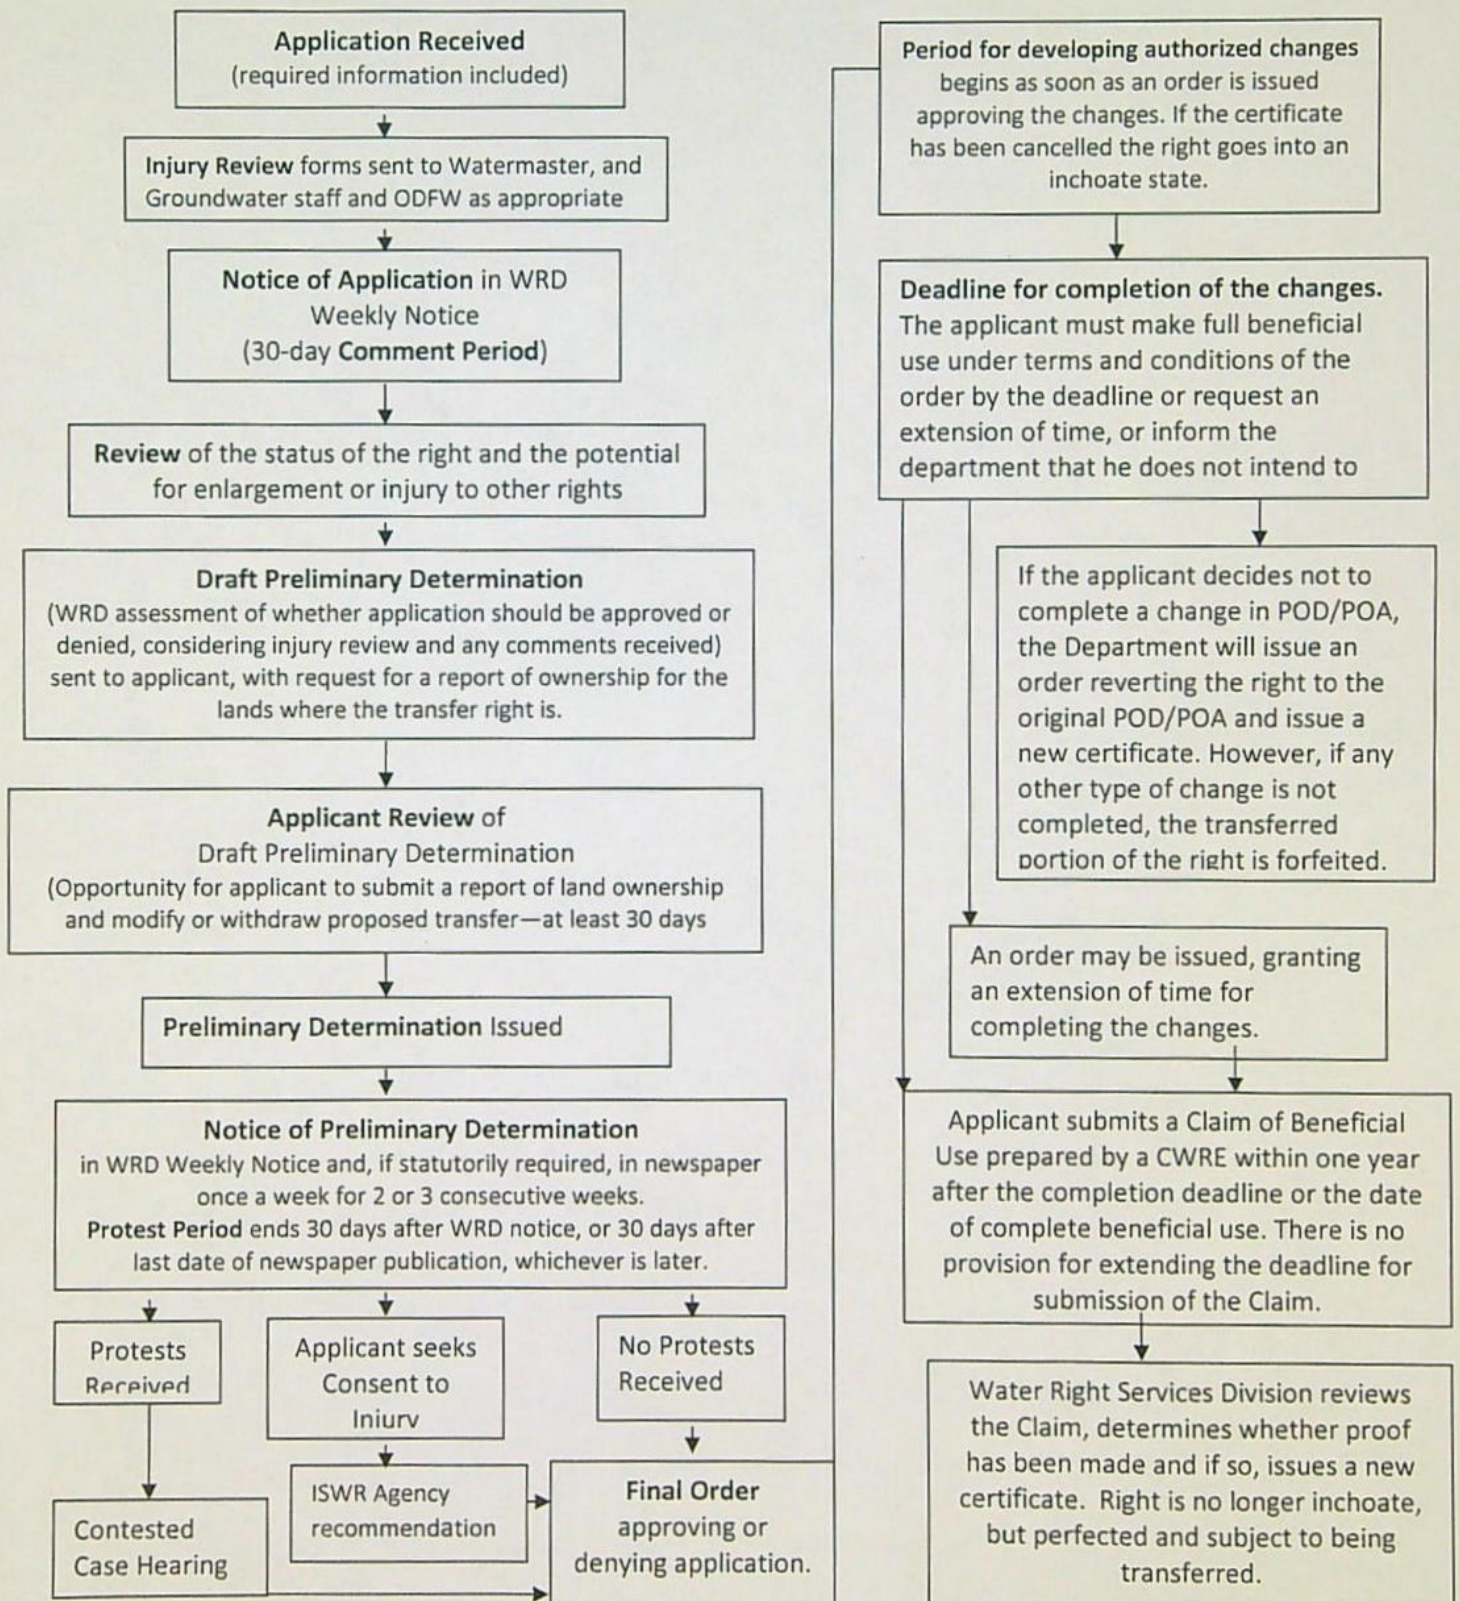 Application Received
(required information included)
Injury Review forms sent to Watermaster, and
Groundwater staff and ODFW as appropriate
Notice of Application in WRD
Weekly Notice
(30-day Comment Period)
Review of the status of the right and the potential
for enlargement or injury to other rights
Draft Preliminary Determination
(WRD assessment of whether application should be approved or
denied, considering injury review and any comments received)
sent to applicant, with request for a report of ownership for the
lands where the transfer right is.
Applicant Review of
Draft Preliminary Determination
(Opportunity for applicant to submit a report of land ownership
and modify or withdraw proposed transfer—at least 30 days
Preliminary Determination Issued
Notice of Preliminary Determination
in WRD Weekly Notice and, if statutorily required, in newspaper
once a week for 2 or 3 consecutive weeks.
Protest Period ends 30 days after WRD notice, or 30 days after
last date of newspaper publication, whichever is later.
Protests
Received
Applicant seeks
Consent to
Injury
No Protests
Received
Contested
Case Hearing
ISWR Agency
recommendation
Final Order
approving or
denying application.
Period for developing authorized changes
begins as soon as an order is issued
approving the changes. If the certificate
has been cancelled the right goes into an
inchoate state.
Deadline for completion of the changes.
The applicant must make full beneficial
use under terms and conditions of the
order by the deadline or request an
extension of time, or inform the
department that he does not intend to
If the applicant decides not to
complete a change in POD/POA,
the Department will issue an
order reverting the right to the
original POD/POA and issue a
new certificate. However, if any
other type of change is not
completed, the transferred
portion of the right is forfeited.
An order may be issued, granting
an extension of time for
completing the changes.
Applicant submits a Claim of Beneficial
Use prepared by a CWRE within one year
after the completion deadline or the date
of complete beneficial use. There is no
provision for extending the deadline for
submission of the Claim.
Water Right Services Division reviews
the Claim, determines whether proof
has been made and if so, issues a new
certificate. Right is no longer inchoate,
but perfected and subject to being
transferred.